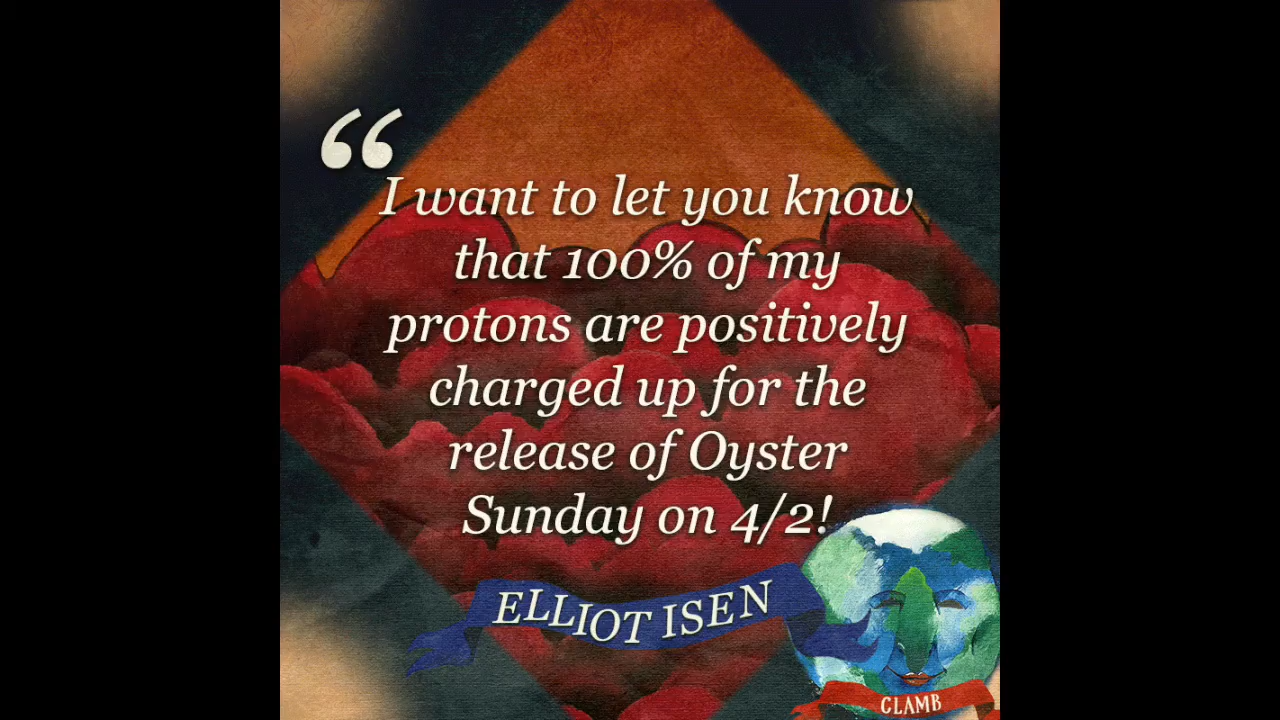 “
I want to let you know
that 100% of my
protons are positively
charged up for the
release of Oyster
Sunday on 4/2!
ELLIOT ISEN
GLAMB